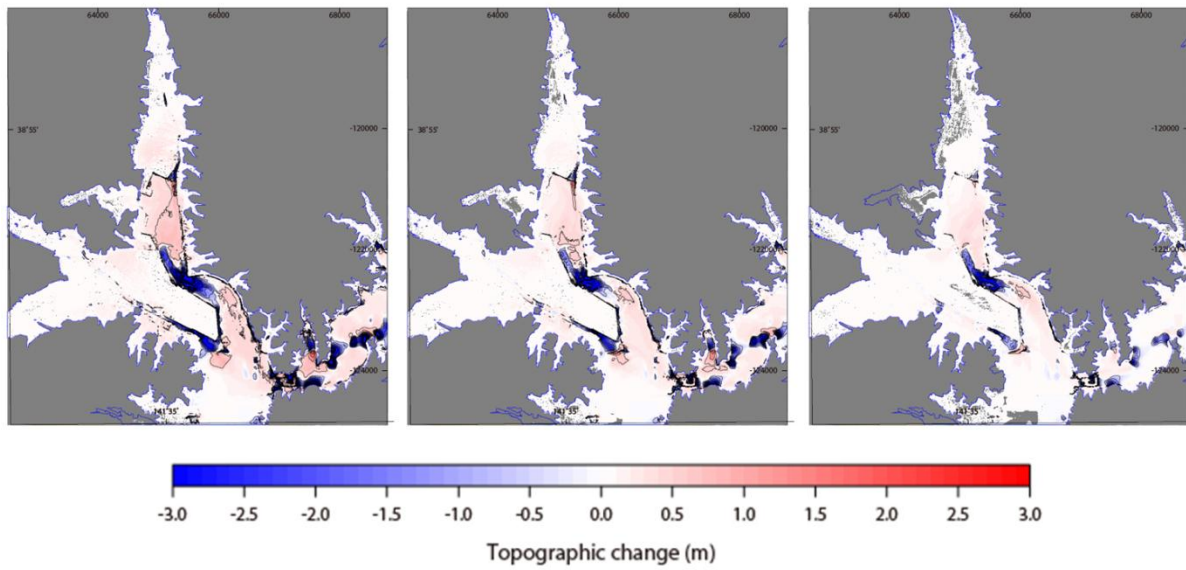 64000 66000 68000 64000 66000 68000 64000 66000 68000
38°55' -120000 38°55' -120000 38°55' -120000
-122000 -122000 -122000
-124000 -124000 -124000
141°35' 141°35' 141°35'
-3.0 -2.5 -2.0 -1.5 -1.0 -0.5 0.0 0.5 1.0 1.5 2.0 2.5 3.0
Topographic change (m)